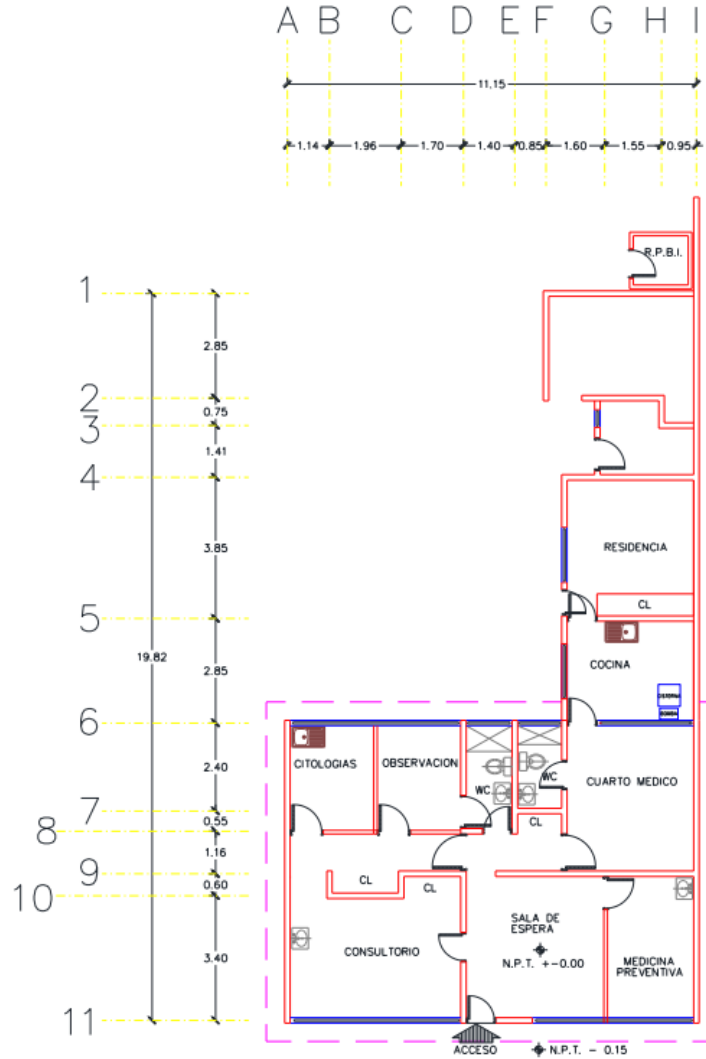 A B C D E F G H I
11,15
1.14 1.96 1.70 1.40 0.85 1.60 1.55 0.95
R.P.B.I.
1
2.85
2
0.75
3
1.41
4
3.85
RESIDENCIA
CL
5
19.82
2.85
COCINA
CISTERNA
BOMBA
6
2.40
CITOLOGIAS
OBSERVACION
WC
WC
CUARTO MEDICO
7
0.55
8
CL
1.16
9
CL
CL
0.60
10
3.40
CONSULTORIO
SALA DE
ESPERA
N.P.T. +-0.00
MEDICINA
PREVENTIVA
11
ACCESO
N.P.T. - 0.15